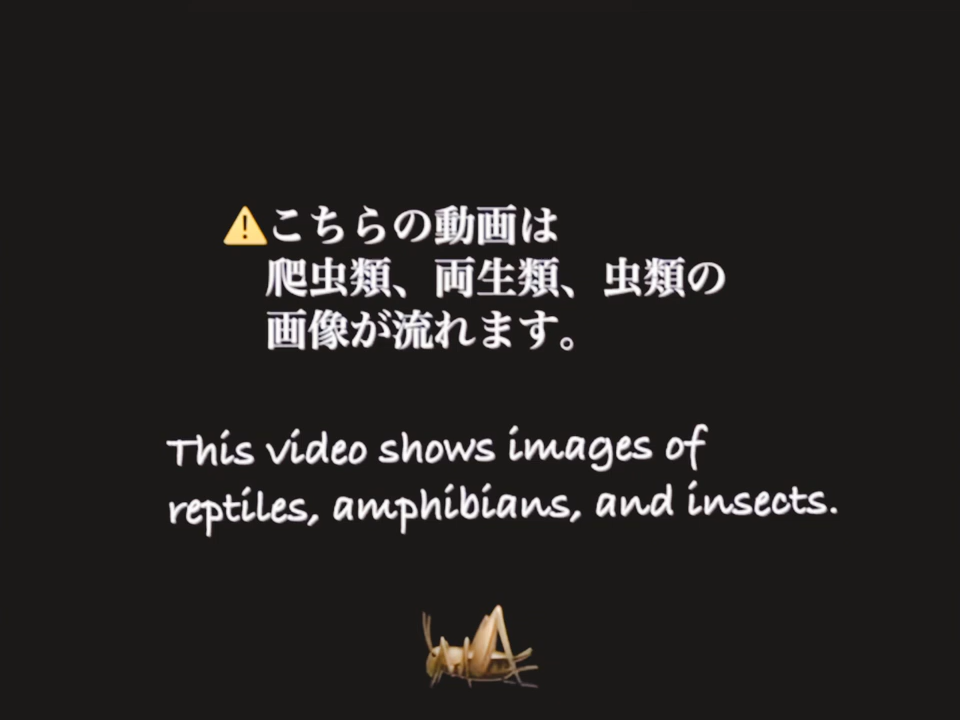 ⚠️こちらの動画は
爬虫類、両生類、虫類の
画像が流れます。
This video shows images of
reptiles, amphibians, and insects.